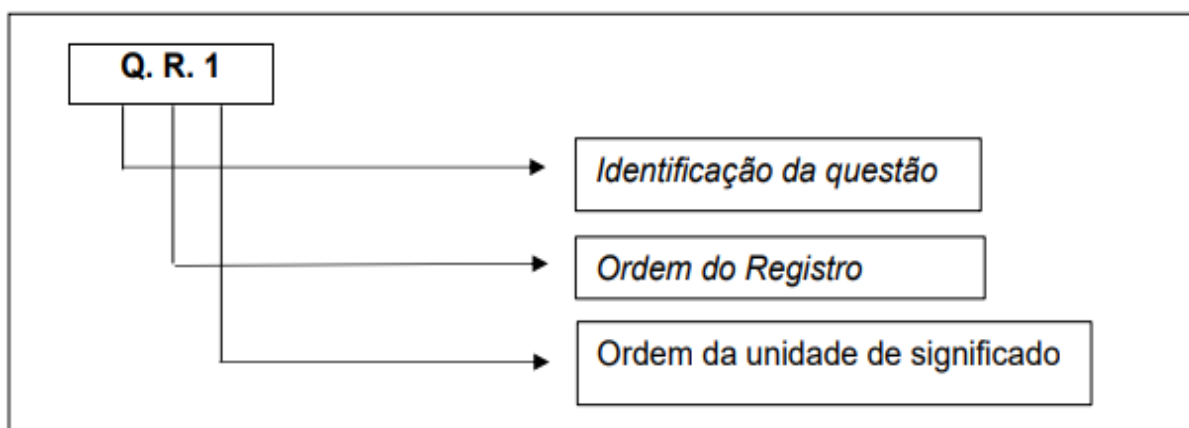 Q. R. 1
Identificação da questão
Ordem do Registro
Ordem da unidade de significado